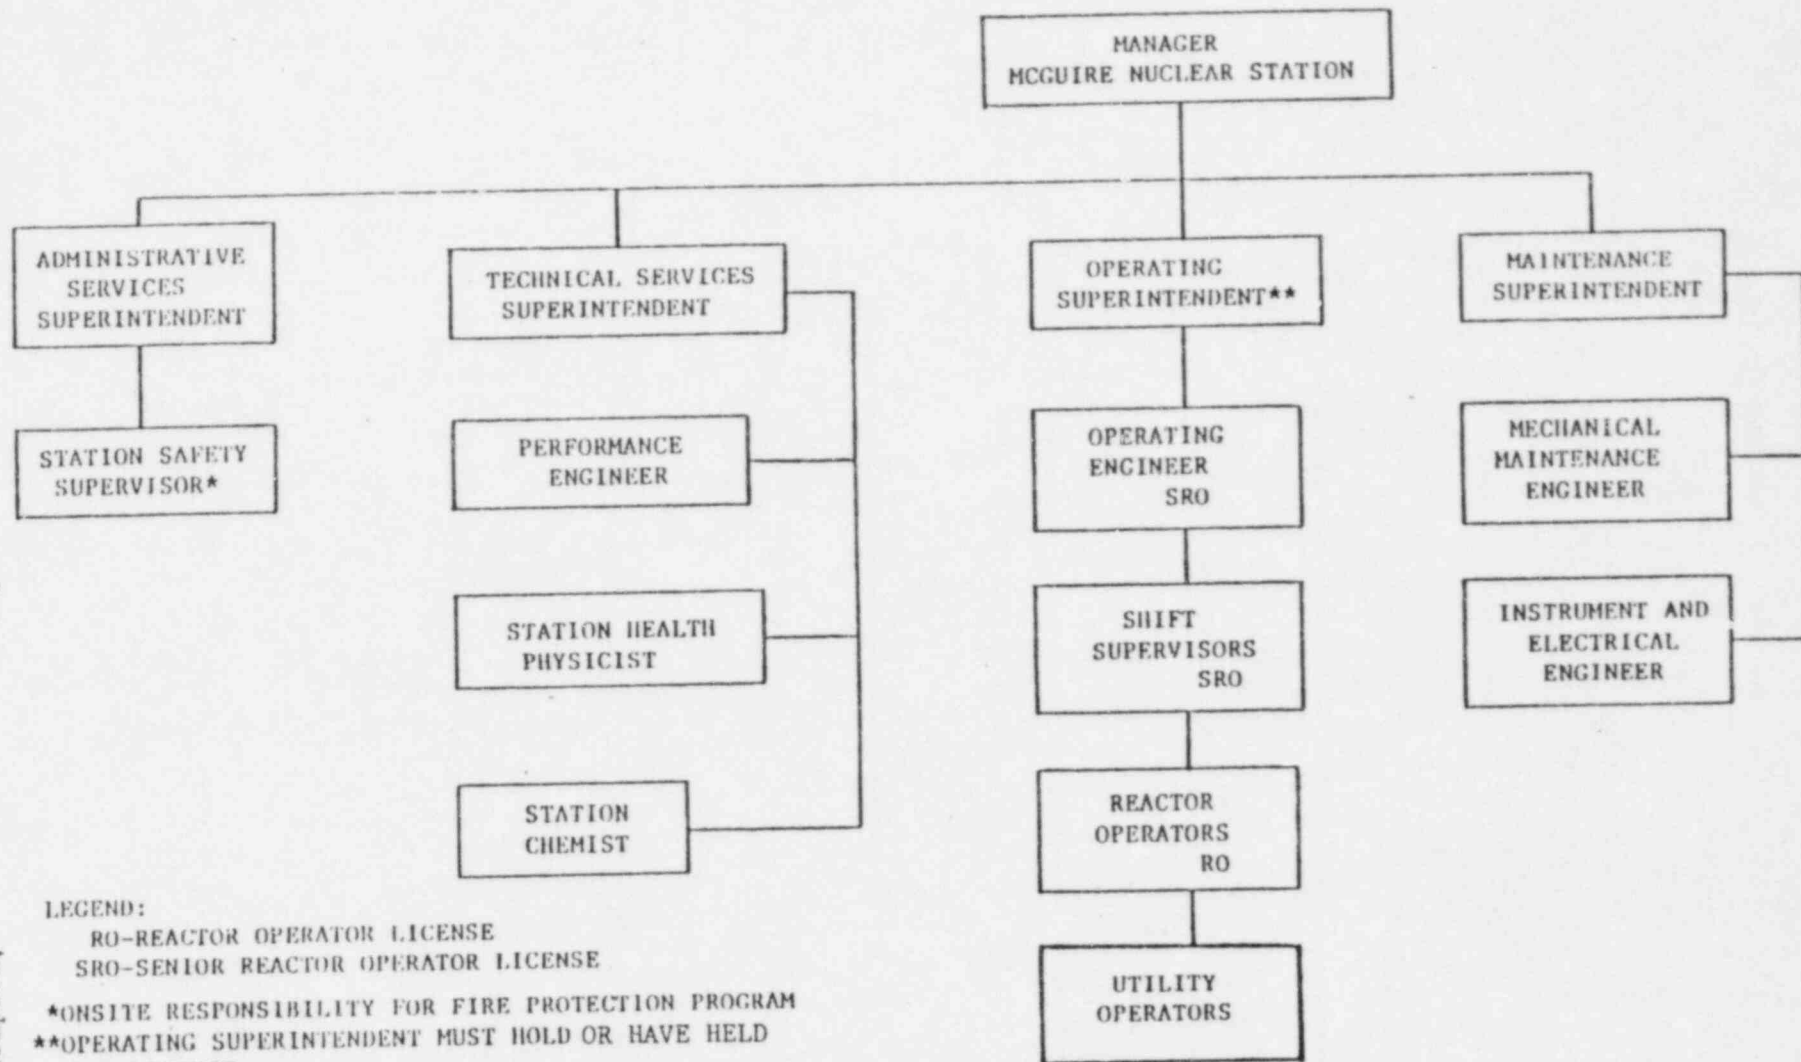 MANAGER
MCGUIRE NUCLEAR STATION
ADMINISTRATIVE
SERVICES
SUPERINTENDENT
TECHNICAL SERVICES
SUPERINTENDENT
OPERATING
SUPERINTENDENT**
MAINTENANCE
SUPERINTENDENT
STATION SAFETY
SUPERVISOR*
PERFORMANCE
ENGINEER
OPERATING
ENGINEER
SRO
MECHANICAL
MAINTENANCE
ENGINEER
STATION HEALTH
PHYSICIST
SHIFT
SUPERVISORS
SRO
INSTRUMENT AND
ELECTRICAL
ENGINEER
STATION
CHEMIST
REACTOR
OPERATORS
RO
UTILITY
OPERATORS
LEGEND:
RO-REACTOR OPERATOR LICENSE
SRO-SENIOR REACTOR OPERATOR LICENSE
*ONSITE RESPONSIBILITY FOR FIRE PROTECTION PROGRAM
**OPERATING SUPERINTENDENT MUST HOLD OR HAVE HELD